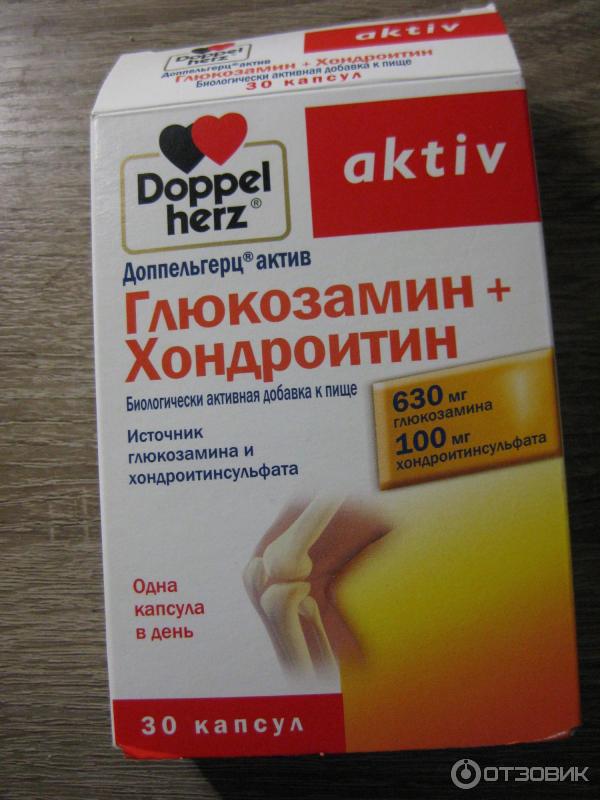 aktiv
Doppel
herz
Доппельгерц® актив
Глюкозамин + Хондроитин
Биологически активная добавка к пище
30 капсул
Doppel
herz®
aktiv
Доппельгерц® актив
Глюкозамин +
Хондроитин
Биологически активная добавка к пище
630 мг
глюкозамина
100 мг
хондроитинсульфата
Источник
глюкозамина и
хондроитинсульфата
Одна
капсула
в день
30 капсул
ОТЗОВИК